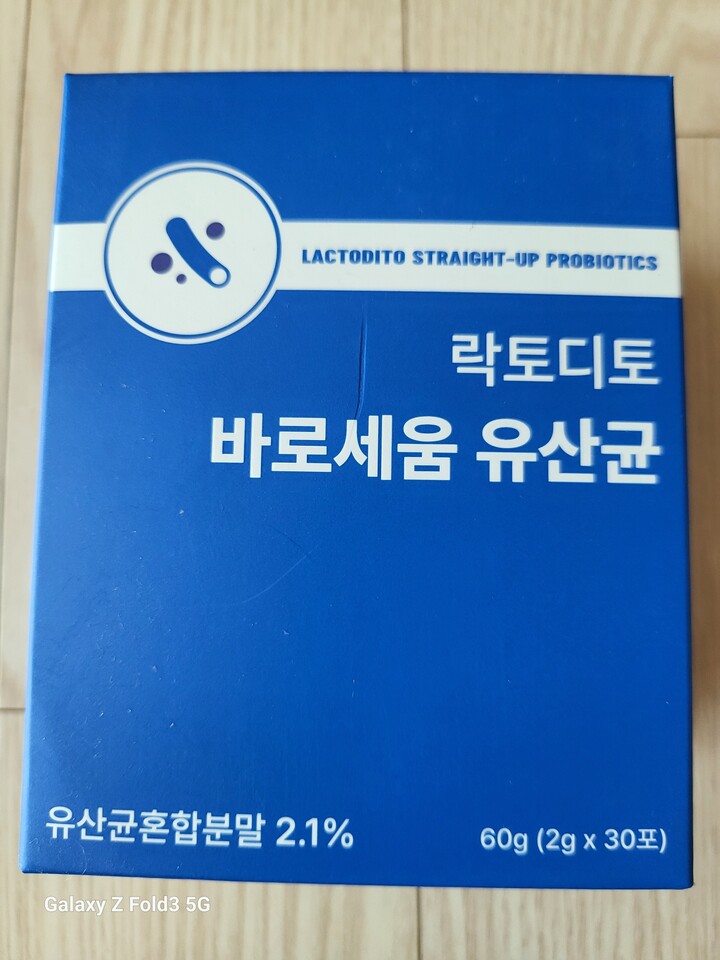 LACTODITO STRAIGHT-UP PROBIOTICS
락토디토
바로세움 유산균
유산균혼합분말 2.1%
60g (2g x 30포)
Galaxy Z Fold3 5G